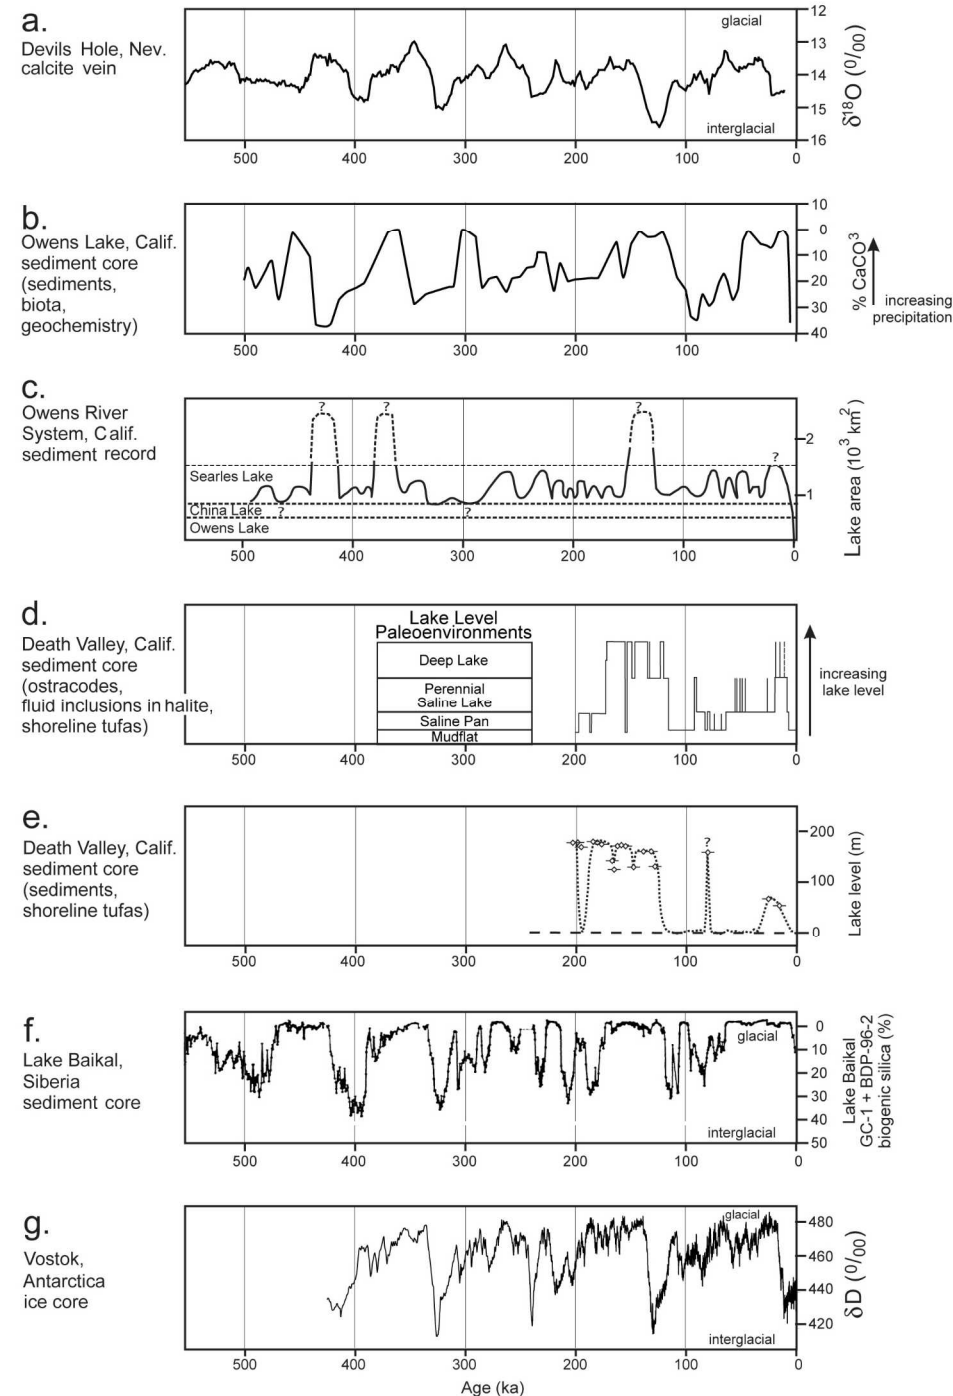 a.
Devils Hole, Nev.
calcite vein
glacial
interglacial
12
13
14
15
16
δ18O (0/00)
500 400 300 200 100 0
b.
Owens Lake, Calif.
sediment core
(sediments,
biota,
geochemistry)
10
0
10
20
30
40
% CaCO3
increasing
precipitation
500 400 300 200 100 0
c.
Owens River
System, Calif.
sediment record
? ? ? ?
Searles Lake
China Lake ? ?
Owens Lake
2
1
Lake area (103 km2)
500 400 300 200 100 0
d.
Death Valley, Calif.
sediment core
(ostracodes,
fluid inclusions in halite,
shoreline tufas)
Lake Level
Paleoenvironments
Deep Lake
Perennial
Saline Lake
Saline Pan
Mudflat
increasing
lake level
500 400 300 200 100 0
e.
Death Valley, Calif.
sediment core
(sediments,
shoreline tufas)
?
200
100
0
Lake level (m)
500 400 300 200 100 0
f.
Lake Baikal,
Siberia
sediment core
glacial
interglacial
0
10
20
30
40
50
Lake Baikal
GC-1 + BDP-96-2
biogenic silica (%)
500 400 300 200 100 0
g.
Vostok,
Antarctica
ice core
glacial
interglacial
480
460
440
420
δD (0/00)
500 400 300 200 100 0
Age (ka)